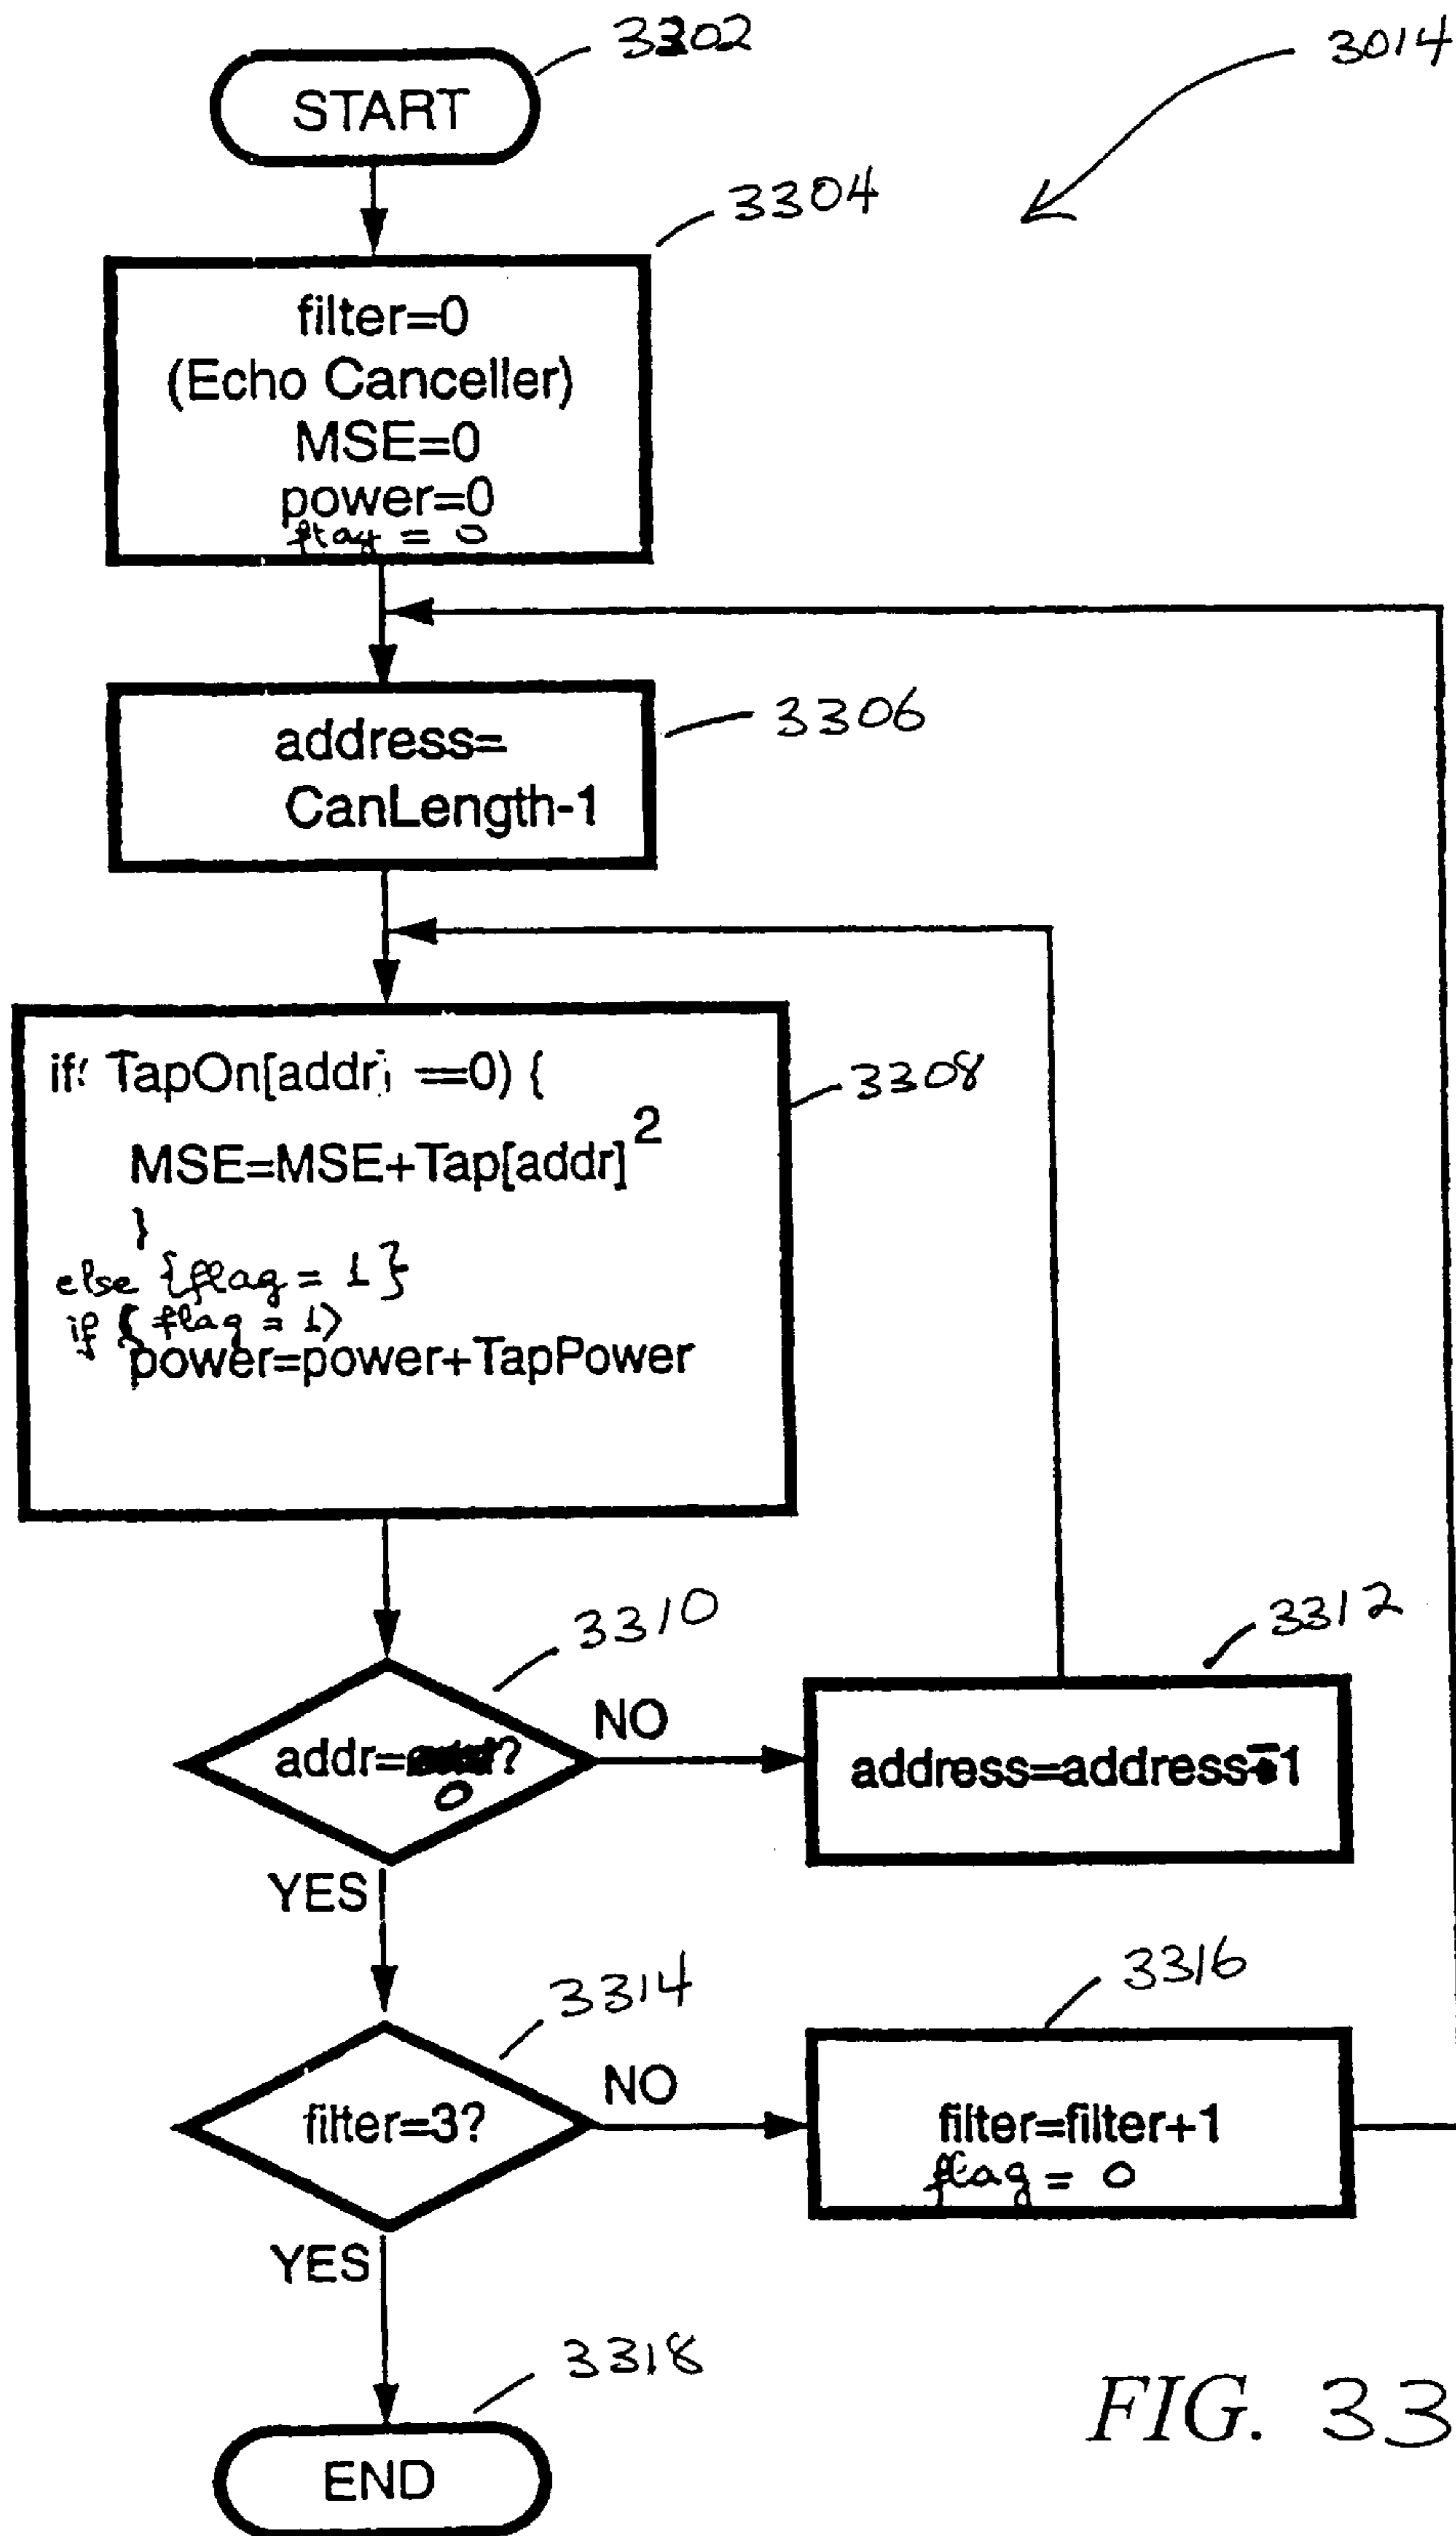 3302
3014
START
3304
filter=0
(Echo Canceller)
MSE=0
power=0
flag = 0
3306
address=
CanLength-1
if( TapOn[addr] ==0) {
3308
MSE=MSE+Tap[addr]2
}
else {flag = 1}
if (flag = 1)
power=power+TapPower
3310
3312
addr= ?
0
NO
address=address-1
YES
3314
3316
filter=3?
NO
filter=filter+1
flag = 0
YES
3318
END
FIG. 33